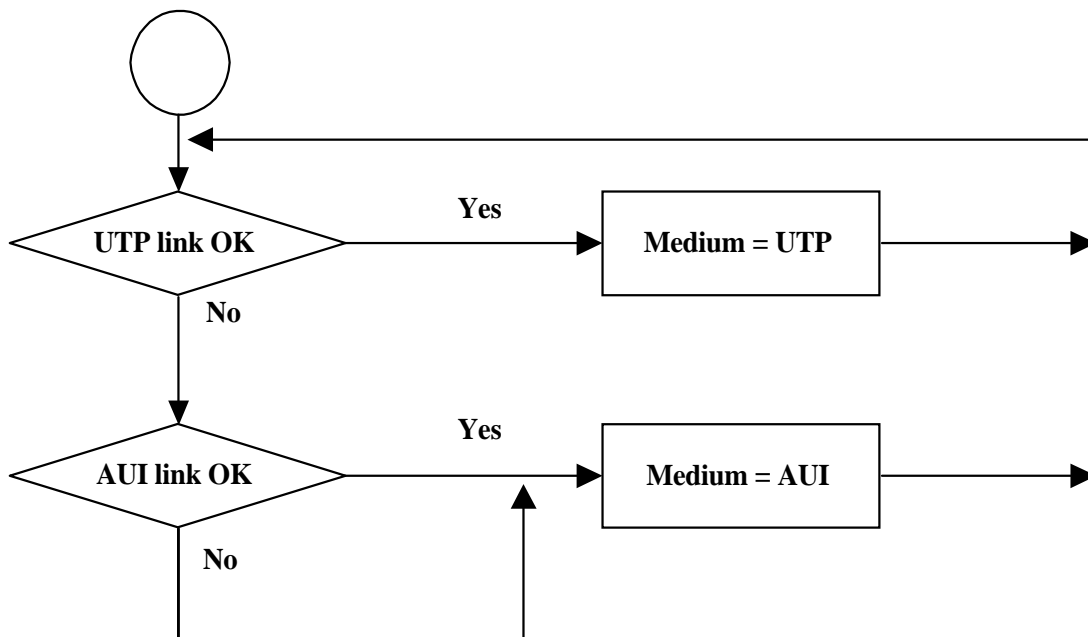 Yes
UTP link OK
Medium = UTP
No
Yes
AUI link OK
Medium = AUI
No